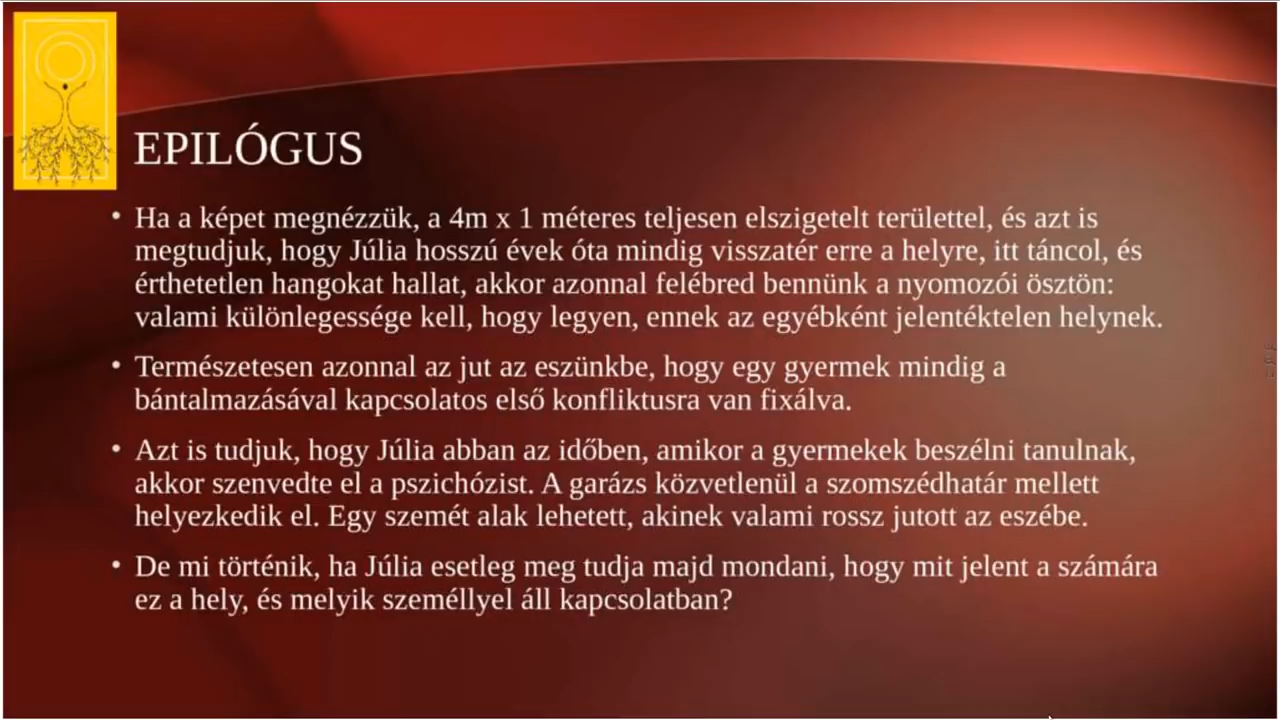 EPILÓGUS
• Ha a képet megnézzük, a 4m x 1 méteres teljesen elszigetelt területtel, és azt is
megtudjuk, hogy Júlia hosszú évek óta mindig visszatér erre a helyre, itt táncol, és
érthetetlen hangokat hallat, akkor azonnal felébred bennünk a nyomozói ösztön:
valami különlegessége kell, hogy legyen, ennek az egyébként jelentéktelen helynek.
• Természetesen azonnal az jut az eszünkbe, hogy egy gyermek mindig a
bántalmazásával kapcsolatos első konfliktusra van fixálva.
• Azt is tudjuk, hogy Júlia abban az időben, amikor a gyermekek beszélni tanulnak,
akkor szenvedte el a pszichózist. A garázs közvetlenül a szomszédhatár mellett
helyezkedik el. Egy szemét alak lehetett, akinek valami rossz jutott az eszébe.
• De mi történik, ha Júlia esetleg meg tudja majd mondani, hogy mit jelent a számára
ez a hely, és melyik személlyel áll kapcsolatban?